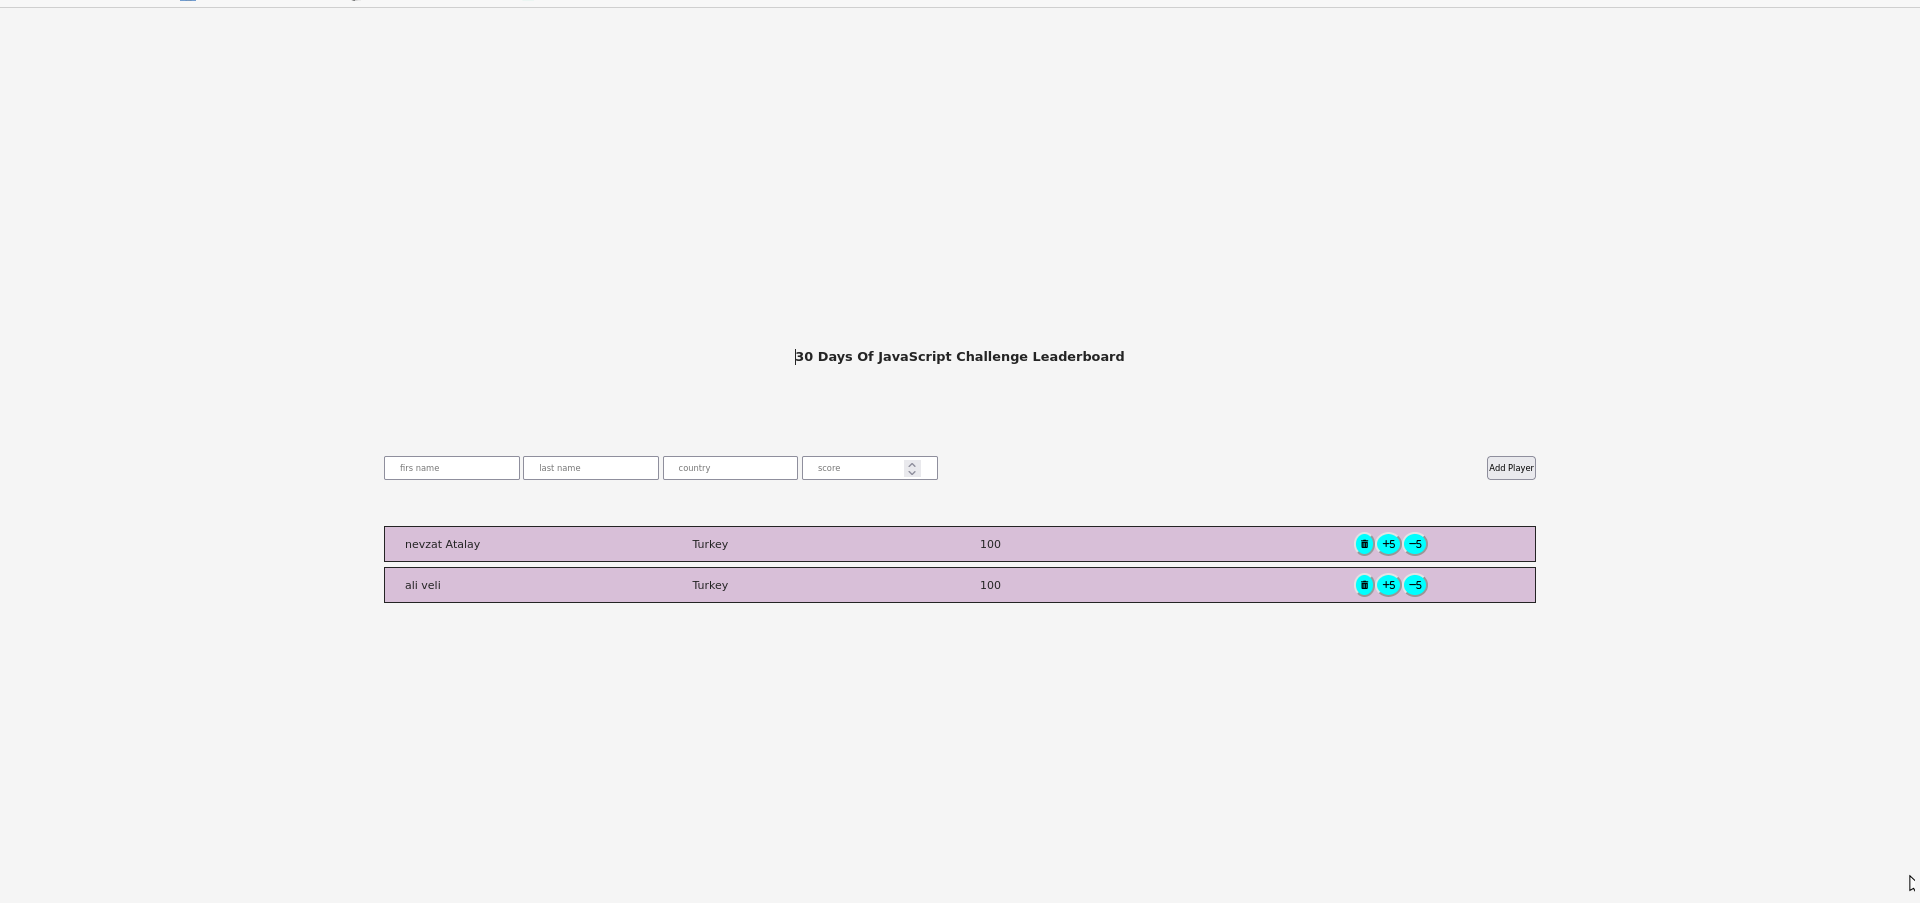 30 Days Of JavaScript Challenge Leaderboard
firs name last name country score Add Player
nevzat Atalay Turkey 100 +5 −5
ali veli Turkey 100 +5 −5